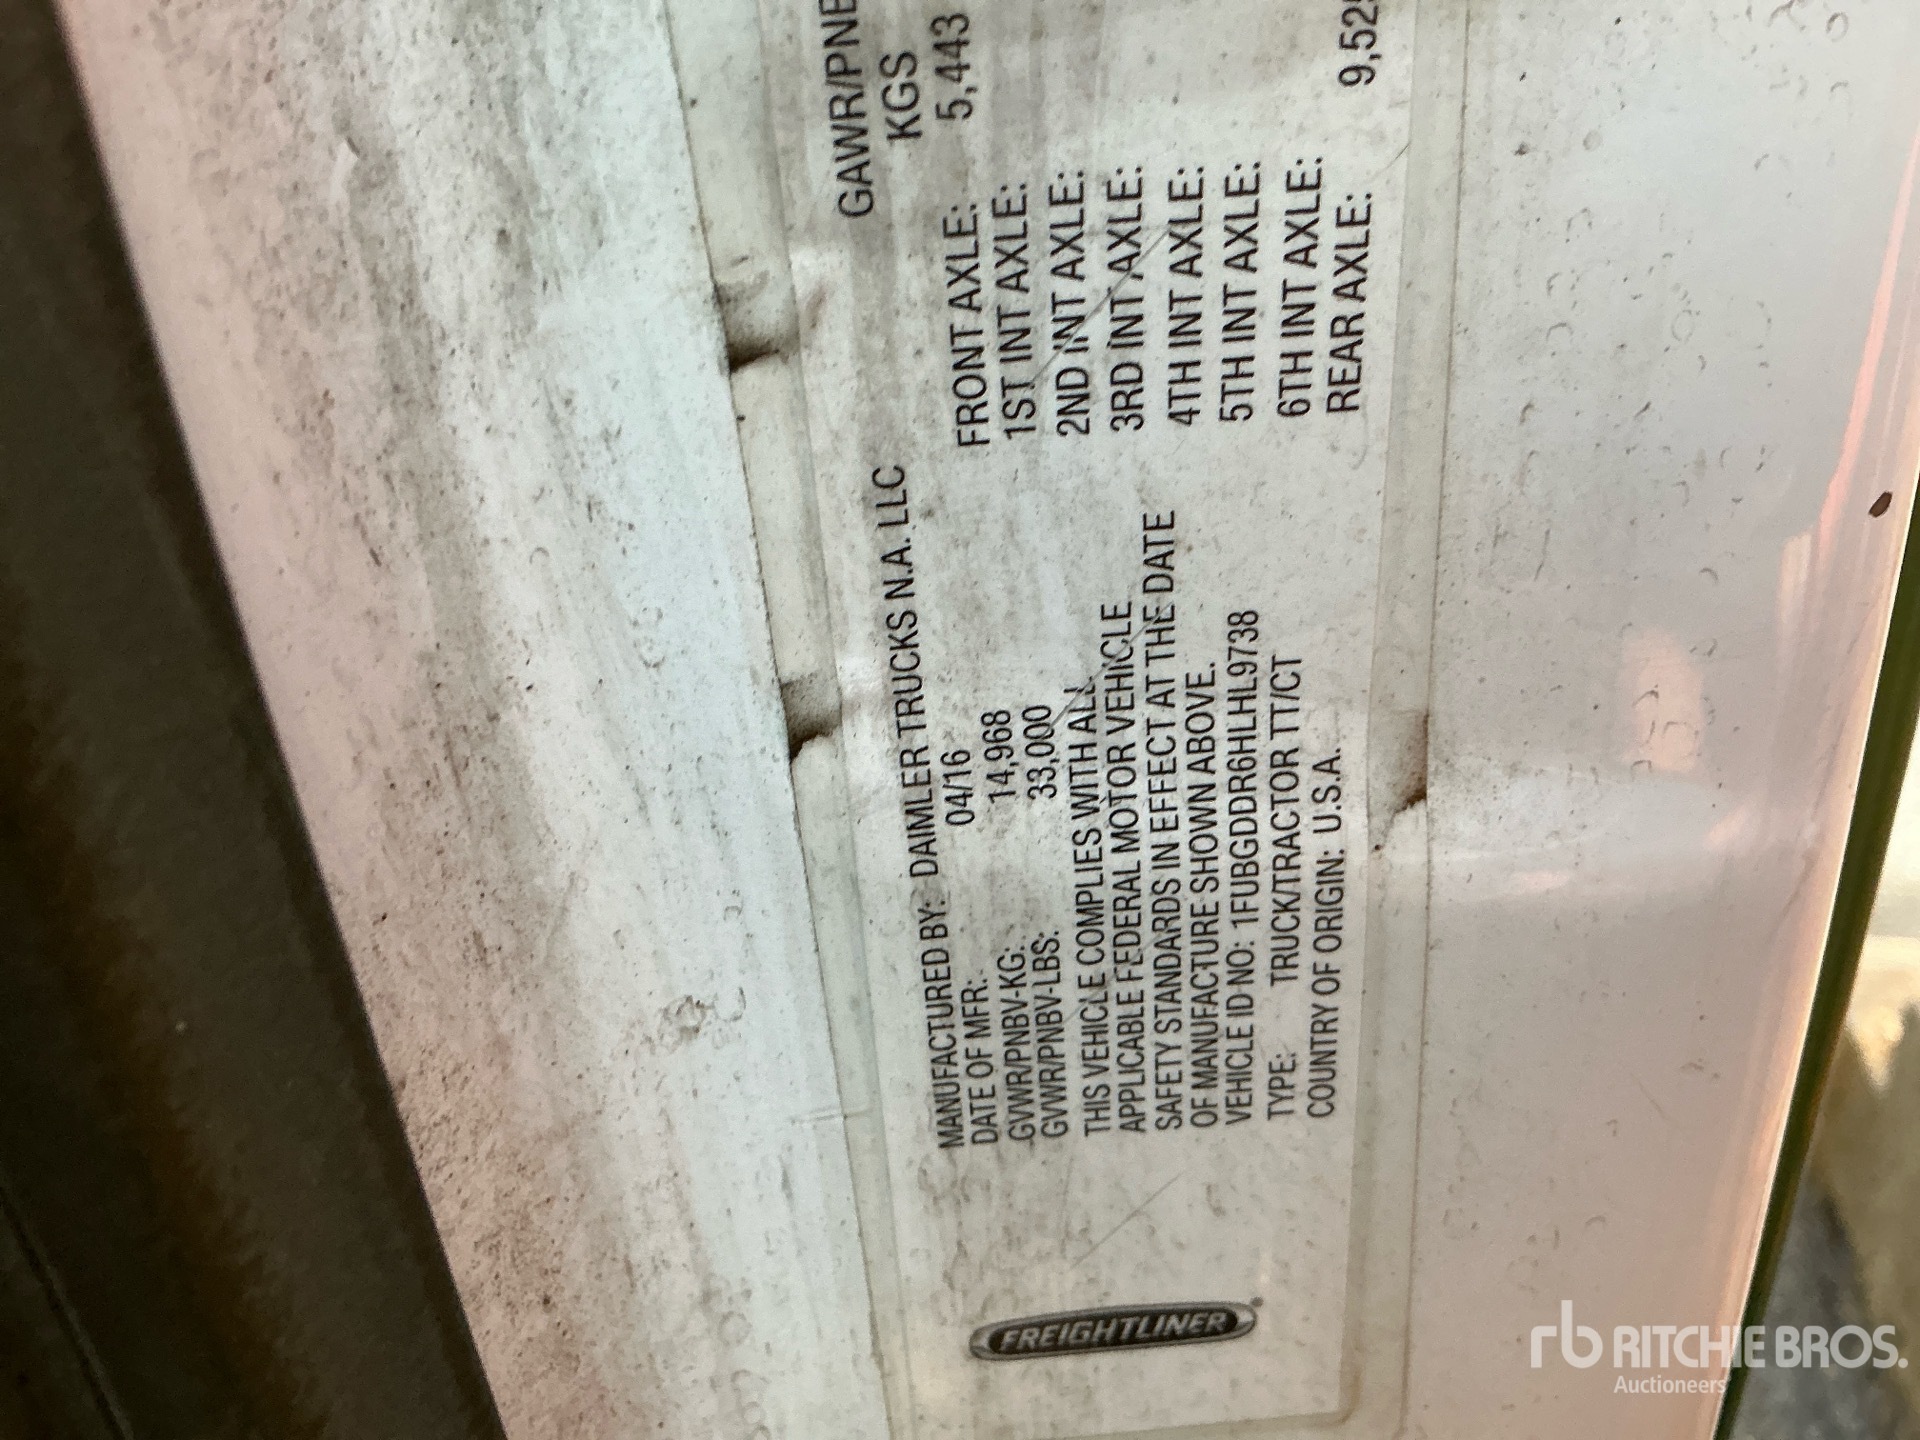 FREIGHTLINER
MANUFACTURED BY: DAIMLER TRUCKS N.A. LLC
DATE OF MFR: 04/16
GVWR/PNBV-KG: 14,968
GVWR/PNBV-LBS: 33,000
THIS VEHICLE COMPLIES WITH ALL
APPLICABLE FEDERAL MOTOR VEHICLE
SAFETY STANDARDS IN EFFECT AT THE DATE
OF MANUFACTURE SHOWN ABOVE.
VEHICLE ID NO: 1FUBGDDR6HLHL9738
TYPE: TRUCK/TRACTOR TT/CT
COUNTRY OF ORIGIN: U.S.A.
GAWR/PNB
KGS
FRONT AXLE: 5,443
1ST INT AXLE:
2ND INT AXLE:
3RD INT AXLE:
4TH INT AXLE:
5TH INT AXLE:
6TH INT AXLE:
REAR AXLE: 9,525
rb RITCHIE BROS.
Auctioneers